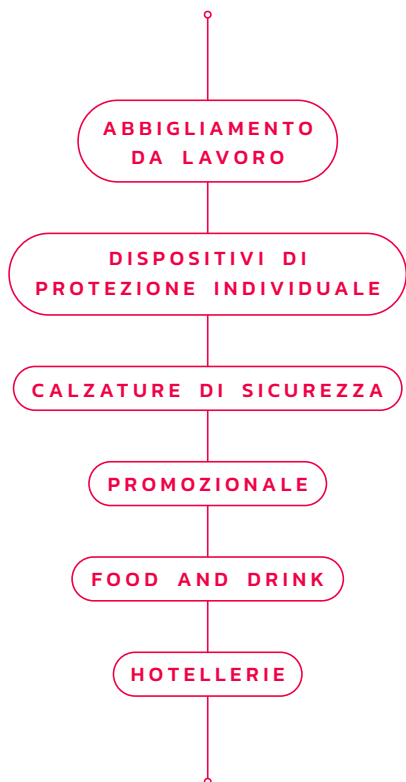 ABBIGLIAMENTO
DA LAVORO
DISPOSITIVI DI
PROTEZIONE INDIVIDUALE
CALZATURE DI SICUREZZA
PROMOZIONALE
FOOD AND DRINK
HOTELLERIE